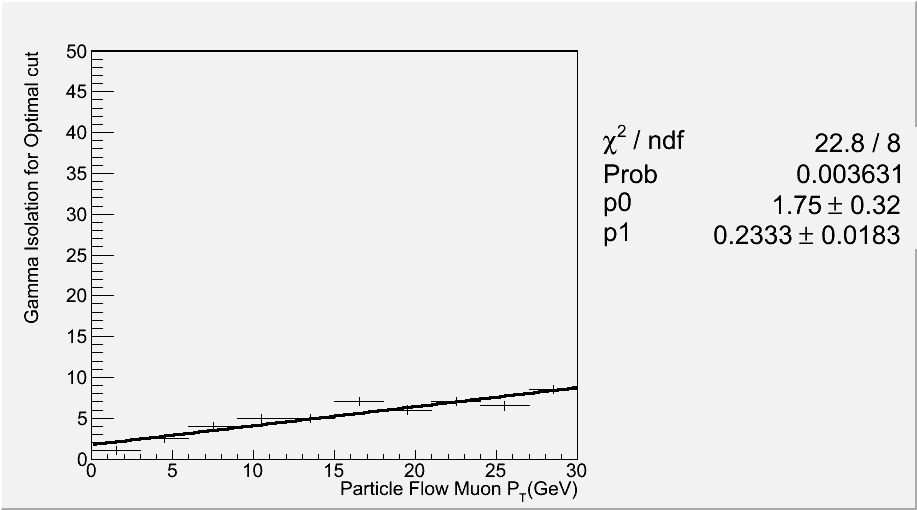 Gamma Isolation for Optimal cut
50
45
40
35
30
25
20
15
10
5
0
0 5 10 15 20 25 30
Particle Flow Muon P_T(GeV)
χ² / ndf 22.8 / 8
Prob 0.003631
p0 1.75 ± 0.32
p1 0.2333 ± 0.0183